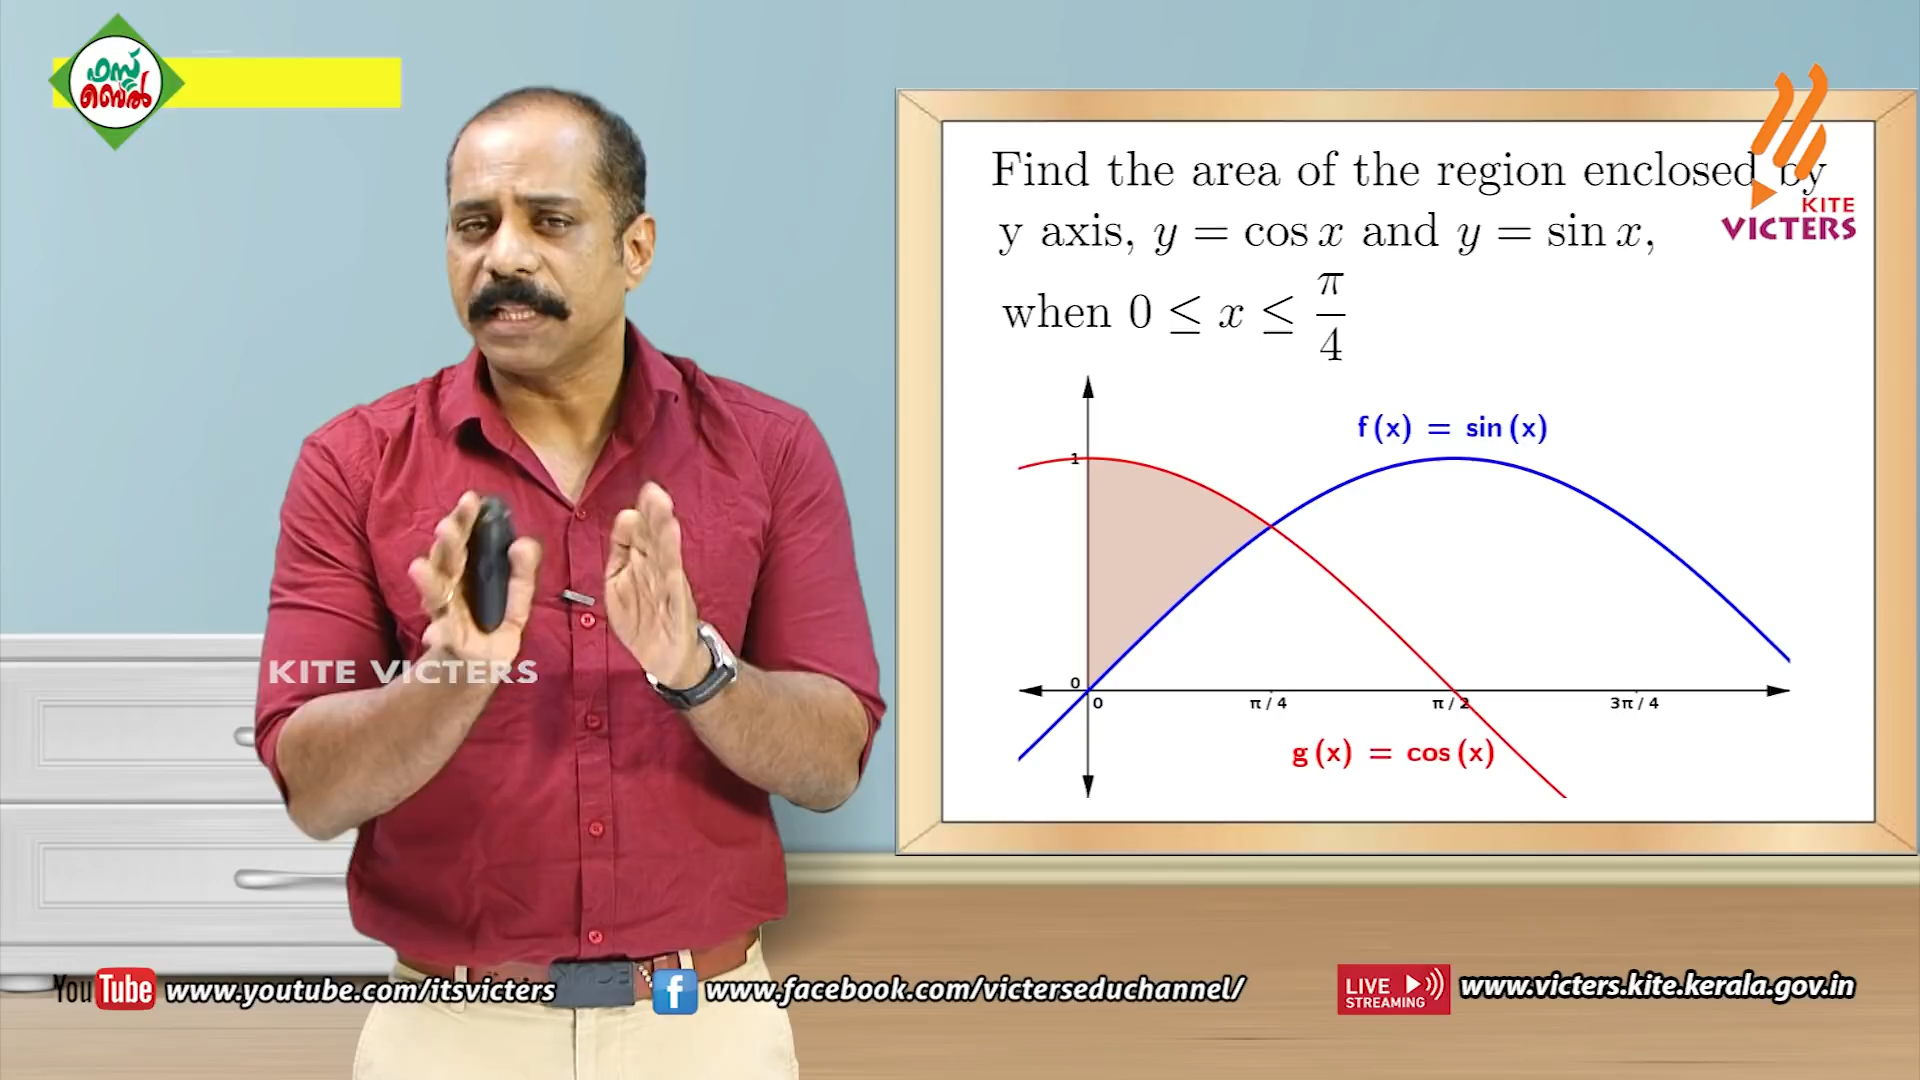 ഫസ്റ്റ്
ബെൽ
Find the area of the region enclosed by
y axis, y = cos x and y = sin x,
when 0 ≤ x ≤ π/4
KITE
VICTERS
f (x) = sin (x)
1
0
0 π / 4 π / 2 3π / 4
g (x) = cos (x)
KITE VICTERS
YouTube www.youtube.com/itsvicters
f www.facebook.com/victerseduchannel/
LIVE
STREAMING
www.victers.kite.kerala.gov.in